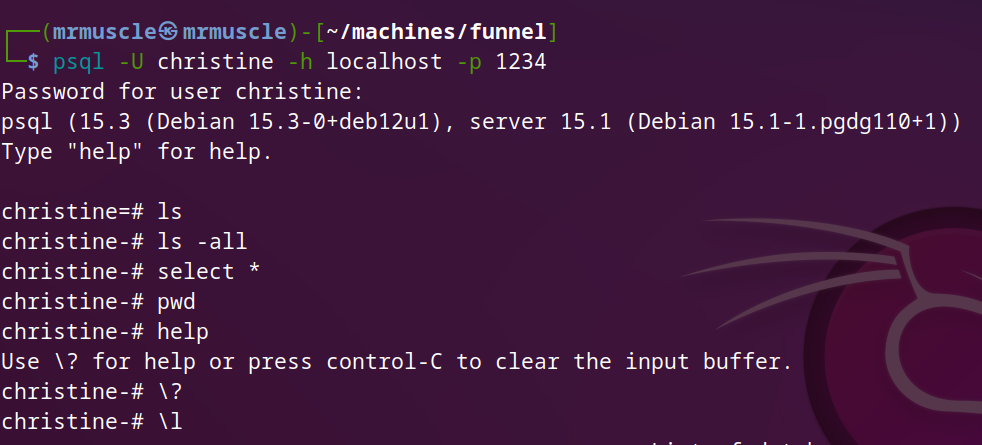 ┌──(mrmuscle㉿mrmuscle)-[~/machines/funnel]
└─$ psql -U christine -h localhost -p 1234
Password for user christine:
psql (15.3 (Debian 15.3-0+deb12u1), server 15.1 (Debian 15.1-1.pgdg110+1))
Type "help" for help.
christine=# ls
christine-# ls -all
christine-# select *
christine-# pwd
christine-# help
Use \? for help or press control-C to clear the input buffer.
christine-# \?
christine-# \l